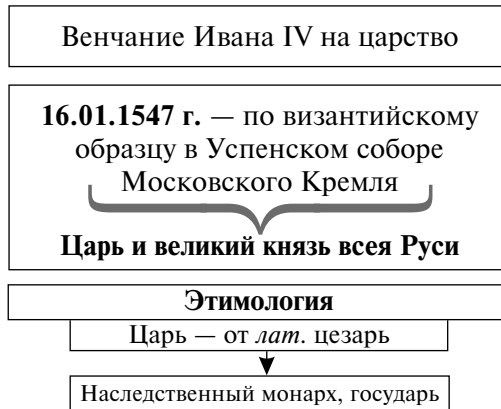 Венчание Ивана IV на царство
16.01.1547 г. — по византийскому
образцу в Успенском соборе
Московского Кремля
Царь и великий князь всея Руси
Этимология
Царь — от лат. цезарь
Наследственный монарх, государь